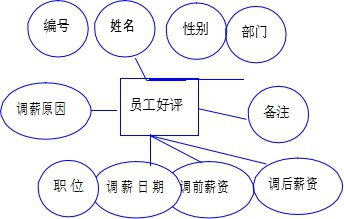 编号
姓名
性别
部门
员工好评
调薪原因
备注
职 位
调 薪 日 期
调前薪资
调后薪资